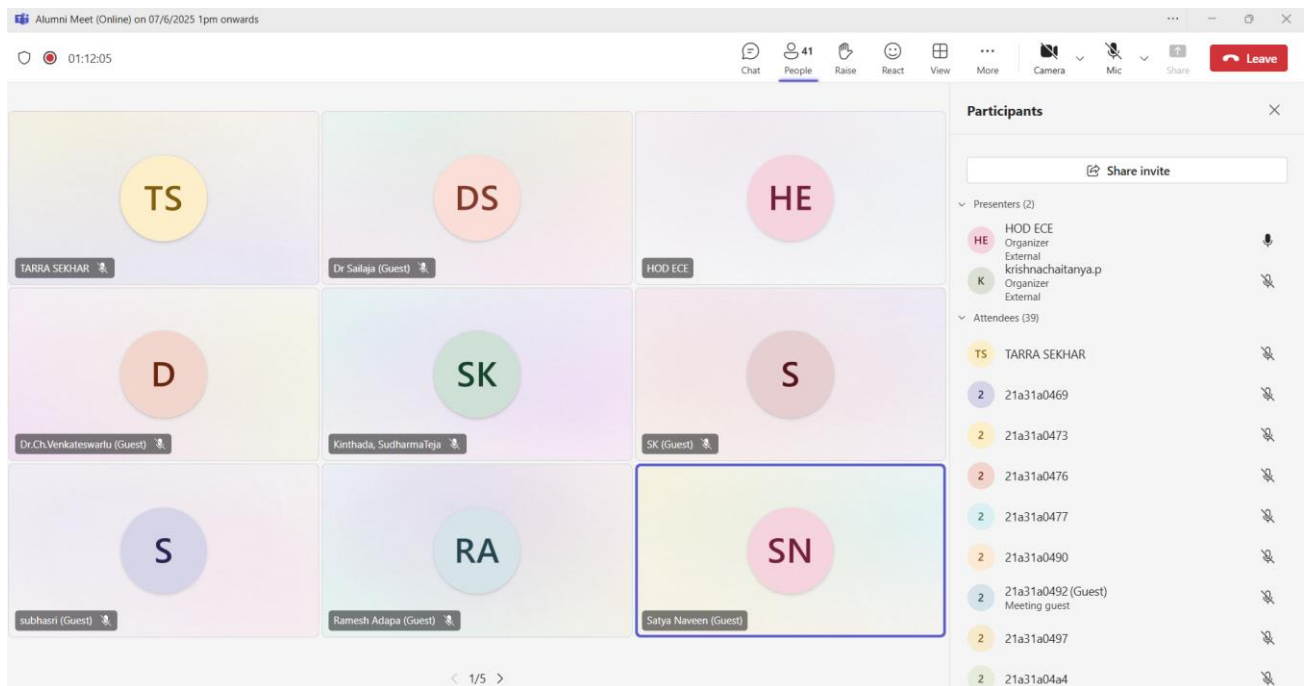 Alumni Meet (Online) on 07/6/2025 1pm onwards
01:12:05
Chat
41
People
Raise
React
View
More
Camera
Mic
Share
Leave
TS
TARRA SEKHAR
DS
Dr Sailaja (Guest)
HE
HOD ECE
D
Dr.Ch.Venkateswarlu (Guest)
SK
Kinthada, SudharmaTeja
S
SK (Guest)
S
subhasri (Guest)
RA
Ramesh Adapa (Guest)
SN
Satya Naveen (Guest)
1/5
Participants
Share invite
Presenters (2)
HE
HOD ECE
Organizer
External
K
krishnachaitanya.p
Organizer
External
Attendees (39)
TS TARRA SEKHAR
2 21a31a0469
2 21a31a0473
2 21a31a0476
2 21a31a0477
2 21a31a0490
2 21a31a0492 (Guest)
Meeting guest
2 21a31a0497
2 21a31a04a4